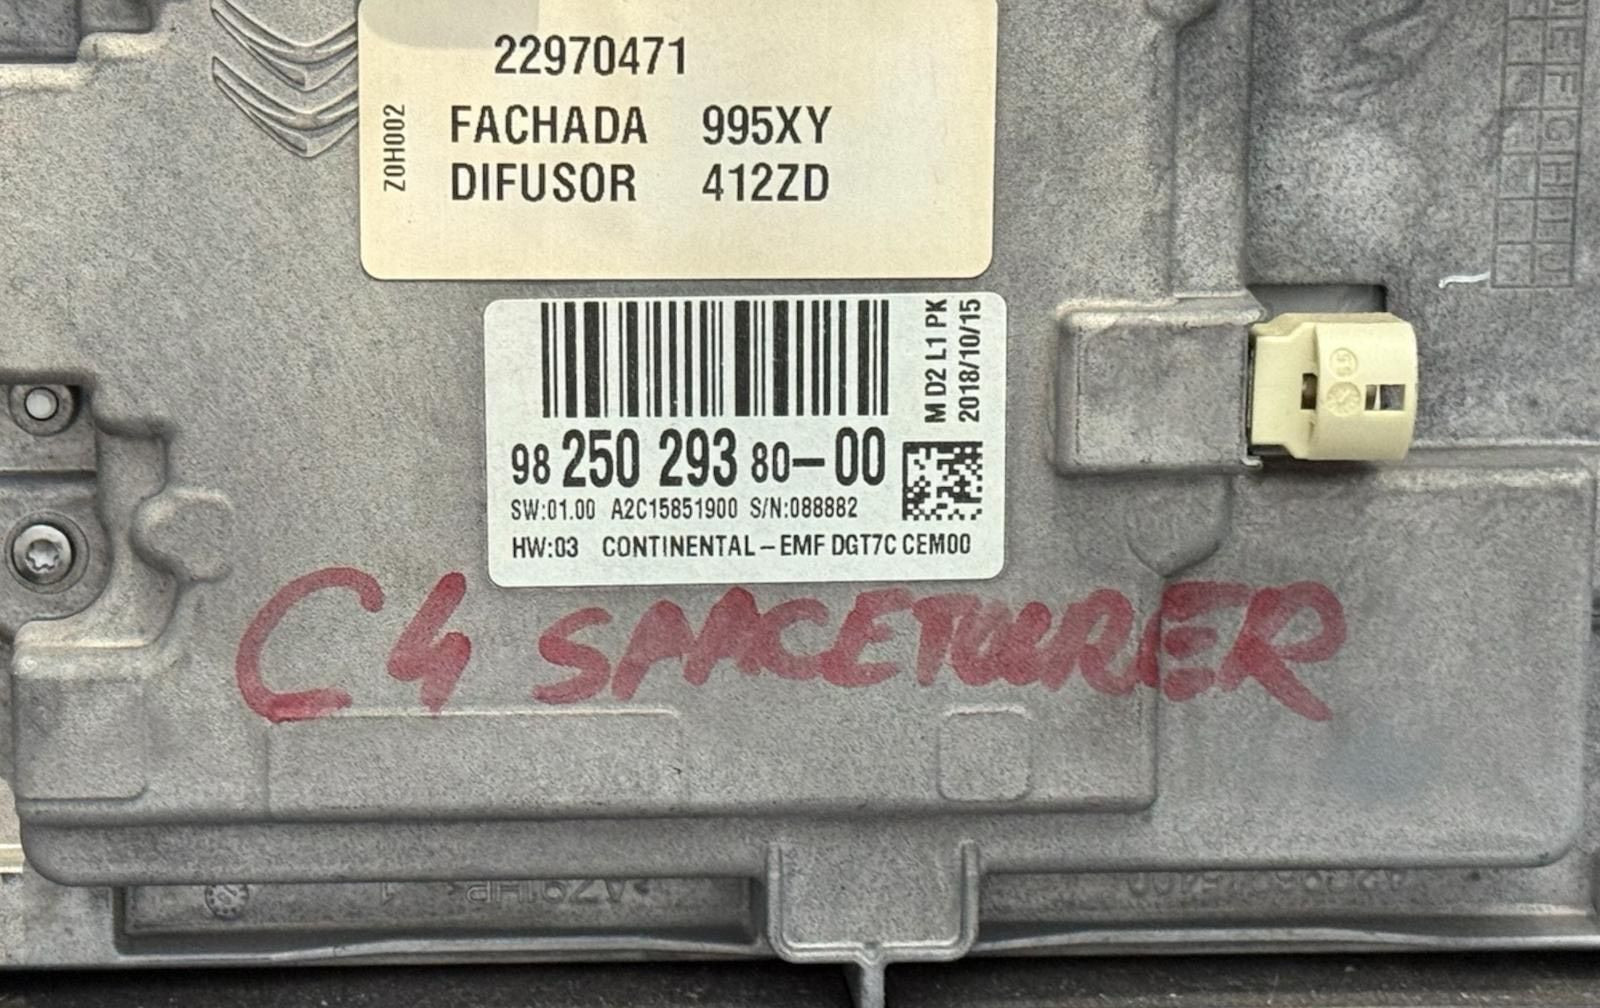 22970471
Z0H002
FACHADA 995XY
DIFUSOR 412ZD
M D2 L1 PK
2018/10/15
98 250 293 80-00
SW:01.00 A2C15851900 S/N:088882
HW:03 CONTINENTAL-EMF DGT7C CEM00
C4 SPACETOURER